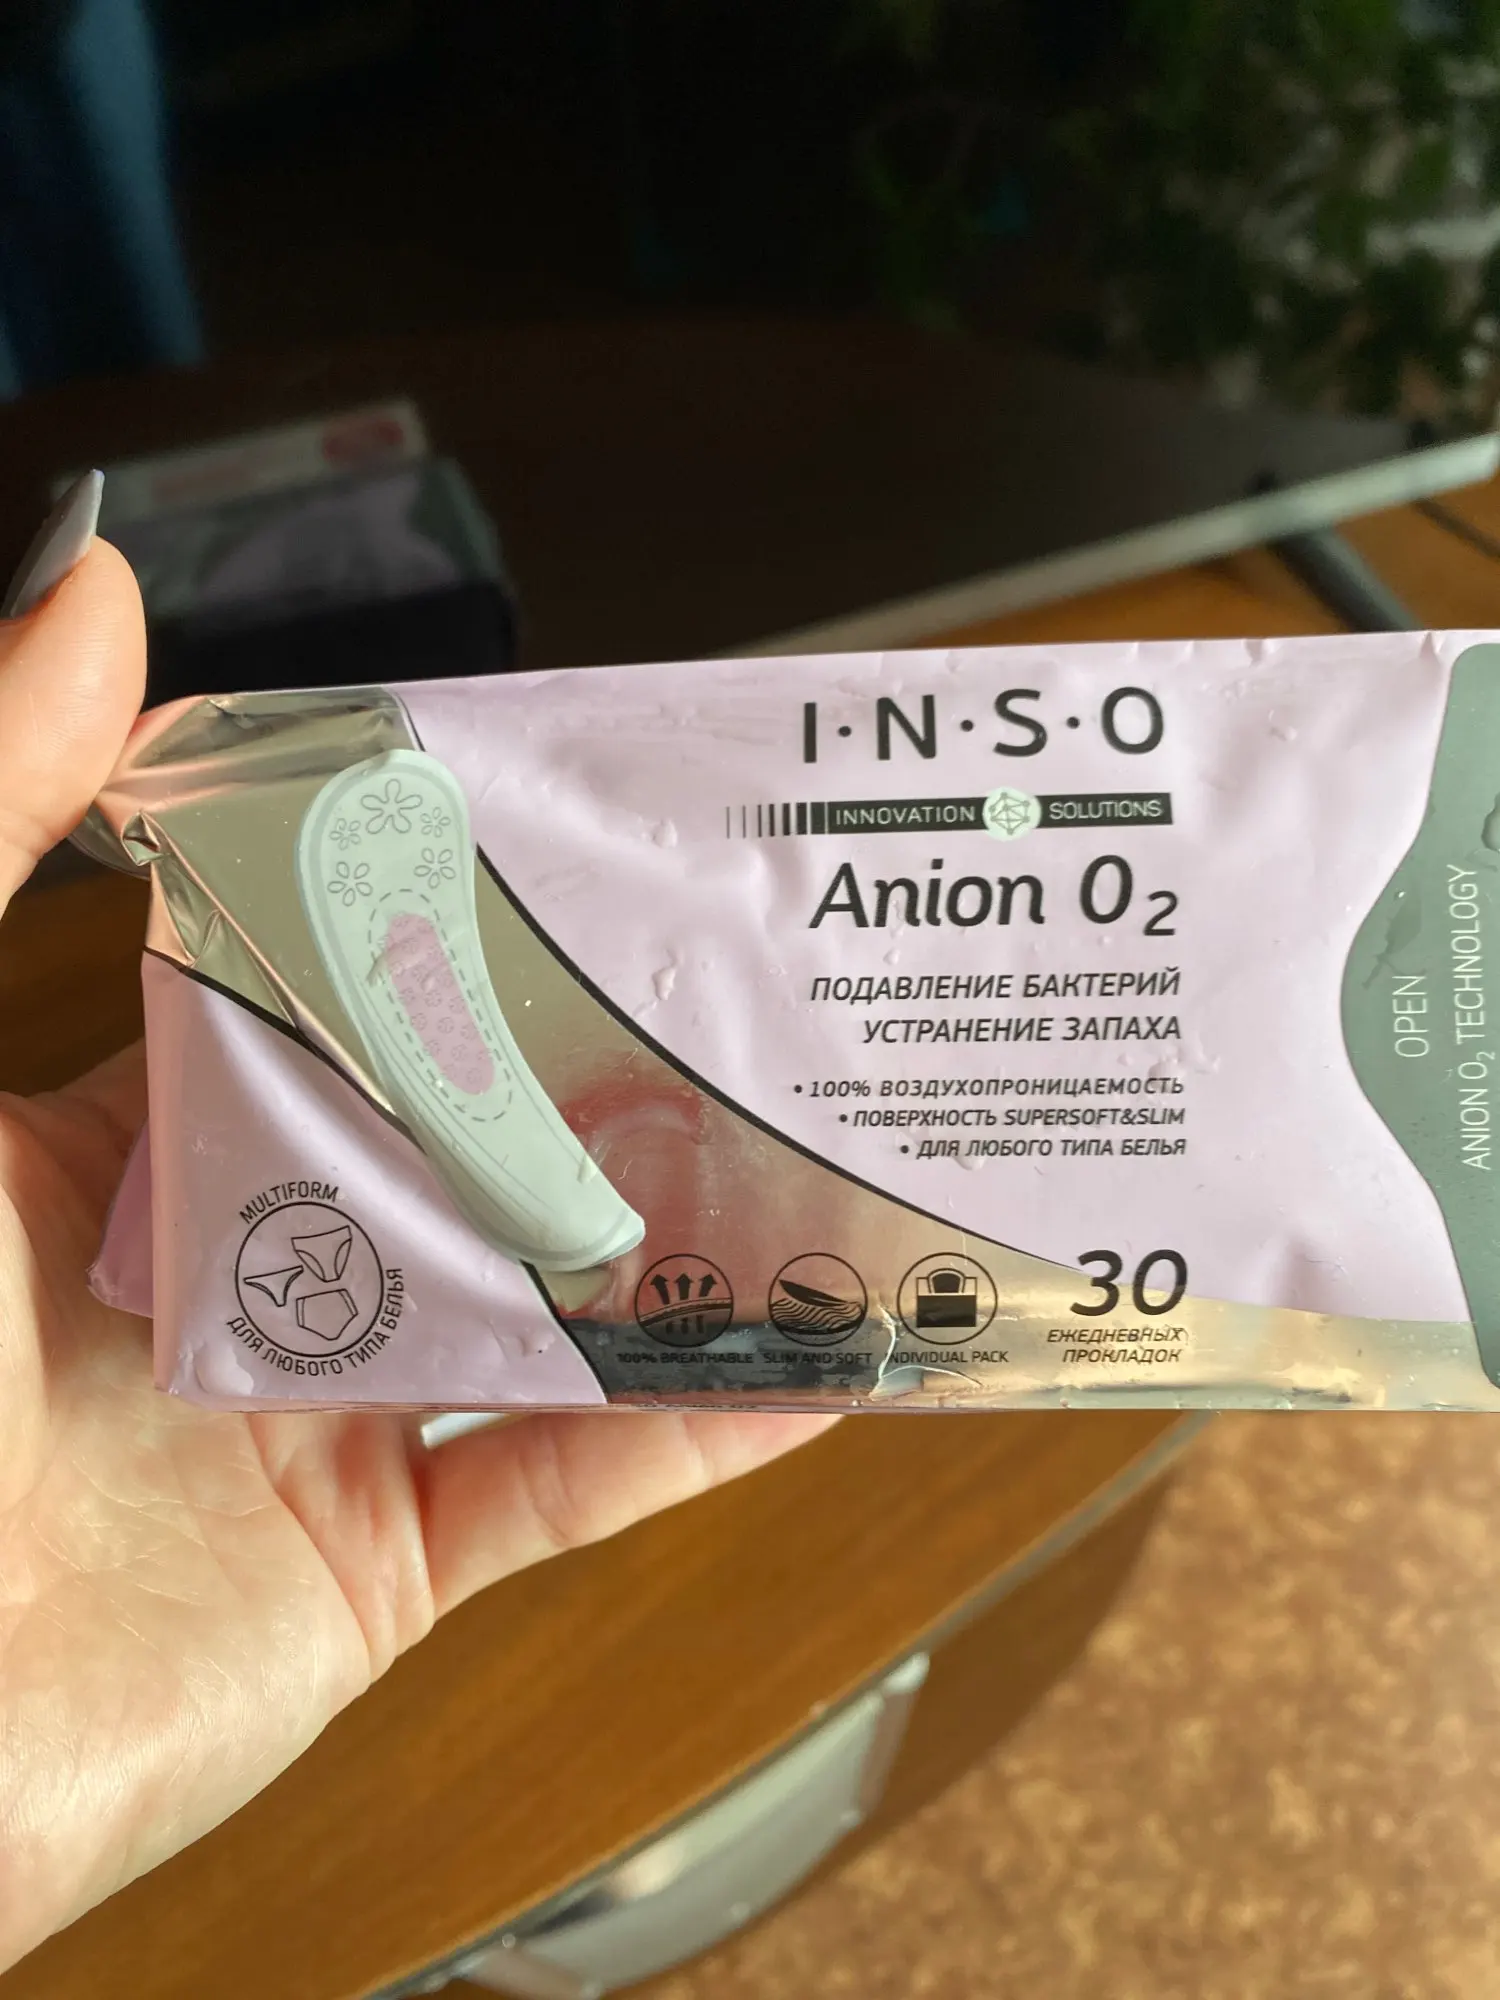 I·N·S·O
INNOVATION SOLUTIONS
Anion O₂
ПОДАВЛЕНИЕ БАКТЕРИЙ
УСТРАНЕНИЕ ЗАПАХА
• 100% ВОЗДУХОПРОНИЦАЕМОСТЬ
• ПОВЕРХНОСТЬ SUPERSOFT&SLIM
• ДЛЯ ЛЮБОГО ТИПА БЕЛЬЯ
MULTIFORM
ДЛЯ ЛЮБОГО ТИПА БЕЛЬЯ
100% BREATHABLE
SLIM AND SOFT
INDIVIDUAL PACK
30
ЕЖЕДНЕВНЫХ
ПРОКЛАДОК
OPEN
ANION O₂ TECHNOLOGY